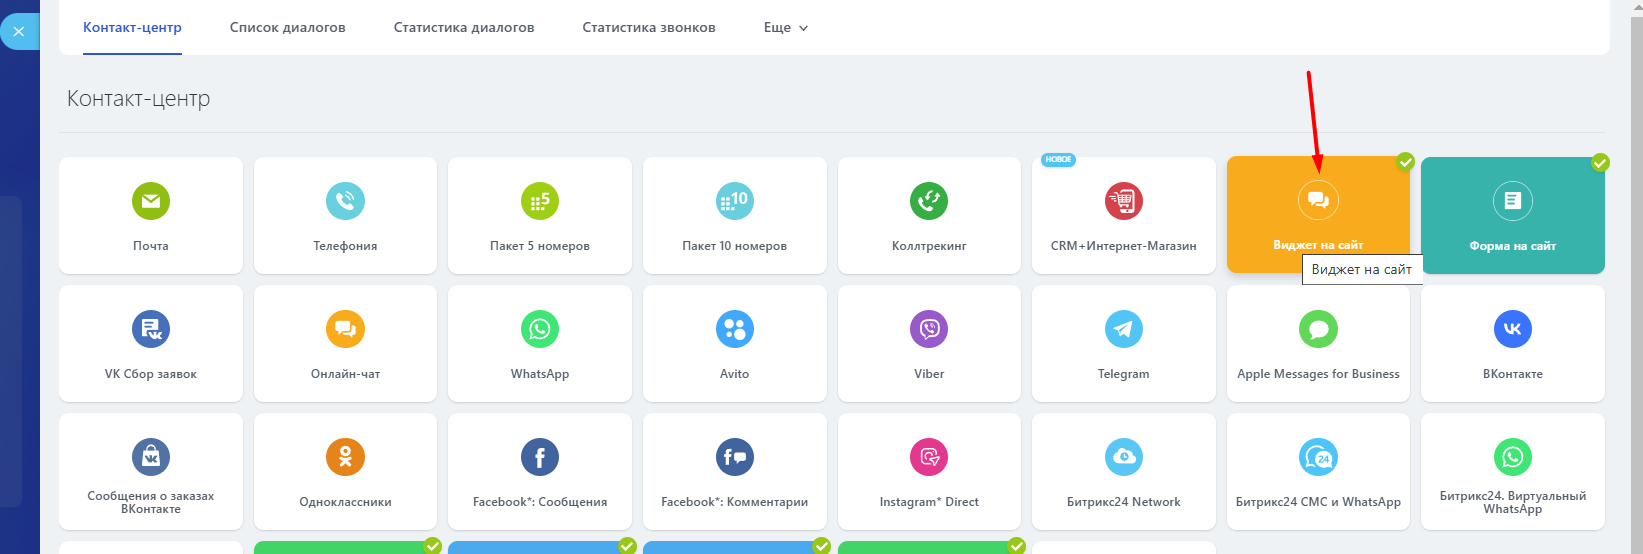 Контакт-центр
Список диалогов
Статистика диалогов
Статистика звонков
Еще
Контакт-центр
НОВОЕ
5
10
Почта
Телефония
Пакет 5 номеров
Пакет 10 номеров
Коллтрекинг
CRM+Интернет-Магазин
Виджет на сайт
Форма на сайт
Виджет на сайт
VK Сбор заявок
Онлайн-чат
WhatsApp
Avito
Viber
Telegram
Apple Messages for Business
ВКонтакте
24
Сообщения о заказах
ВКонтакте
Одноклассники
Facebook*: Сообщения
Facebook*: Комментарии
Instagram* Direct
Битрикс24 Network
Битрикс24 СМС и WhatsApp
Битрикс24. Виртуальный
WhatsApp